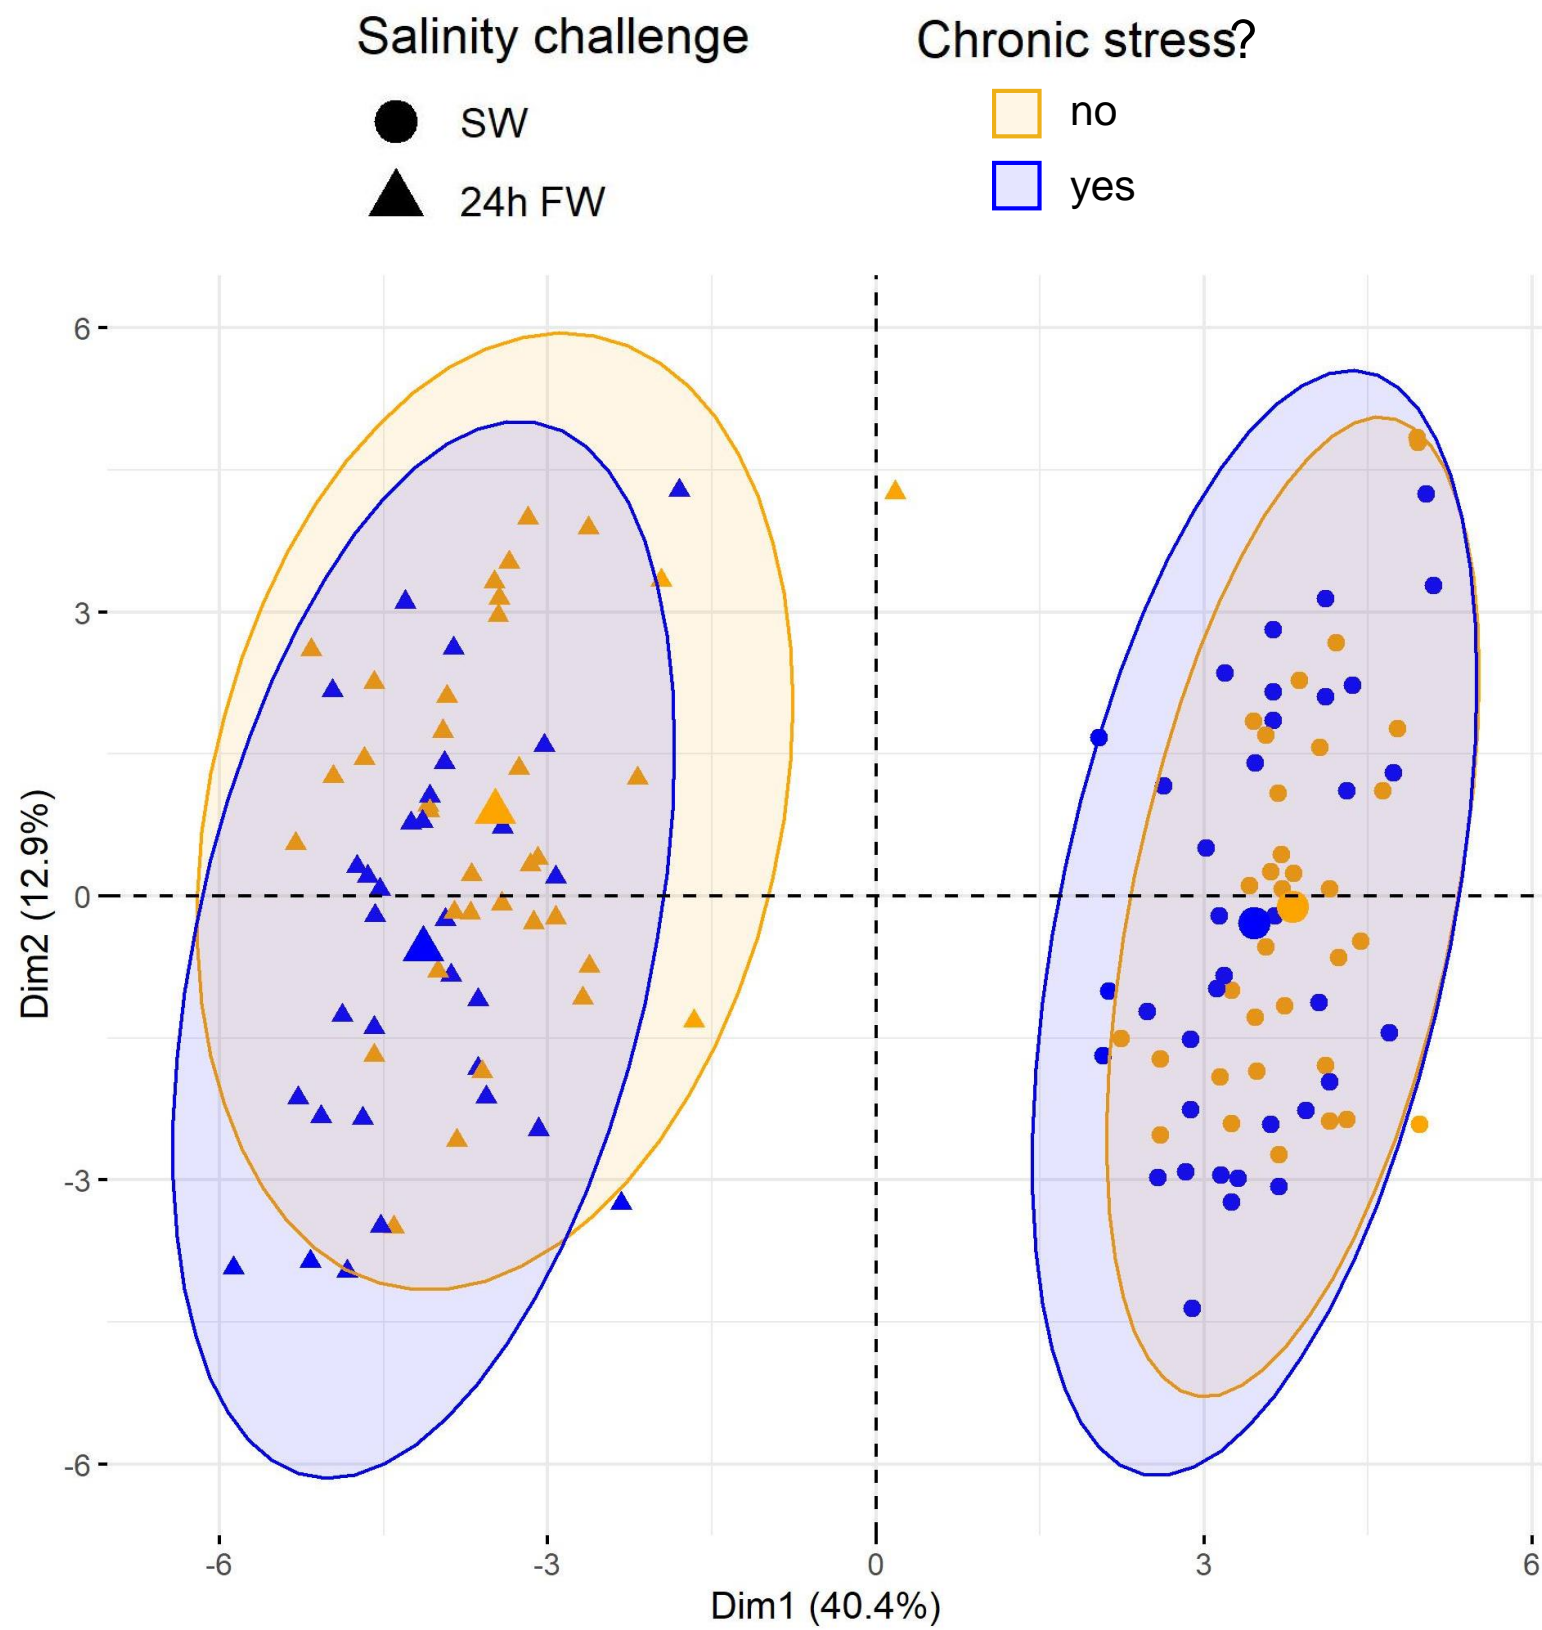 Salinity challenge
SW
24h FW
Chronic stress?
no
yes
6
3
0
-3
-6
Dim2 (12.9%)
-6
-3
0
3
6
Dim1 (40.4%)